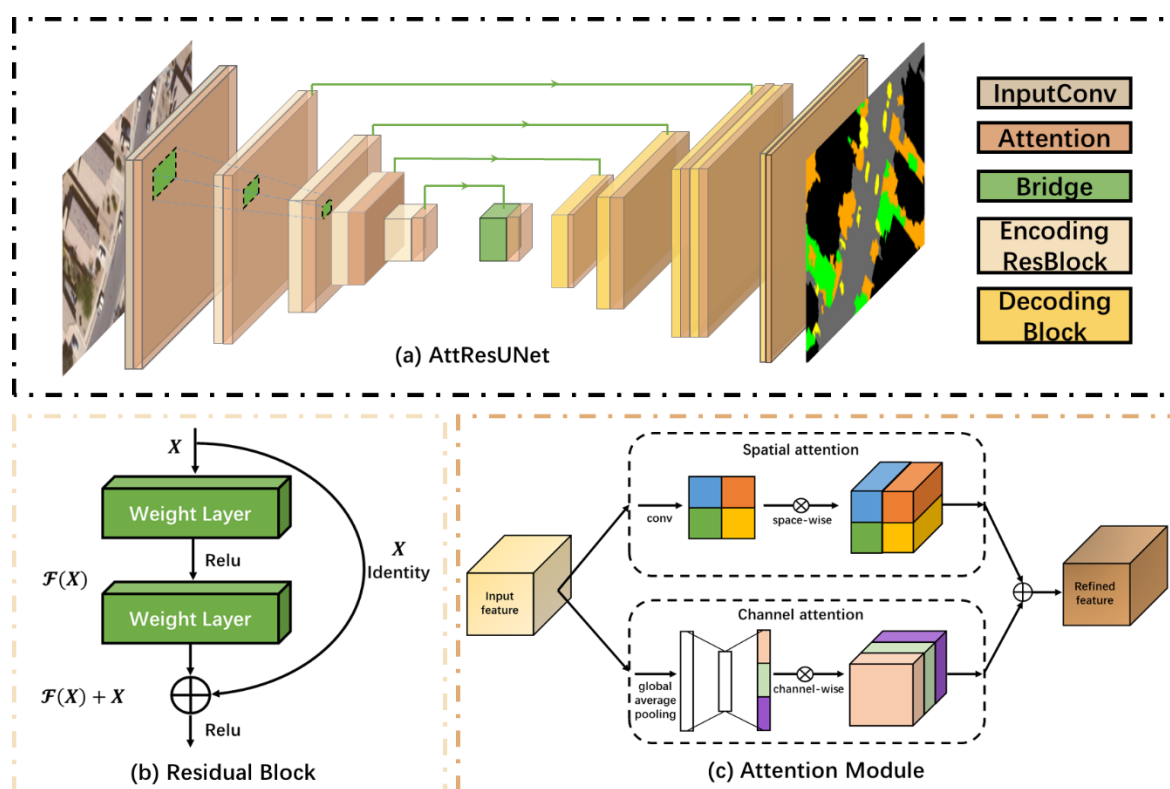 InputConv
Attention
Bridge
Encoding
ResBlock
Decoding
Block
(a) AttResUNet
X
Weight Layer
Relu
X
Identity
ℱ(X)
Weight Layer
ℱ(X) + X
Relu
(b) Residual Block
Spatial attention
conv
space-wise
Input
feature
Refined
feature
Channel attention
global
average
pooling
channel-wise
(c) Attention Module